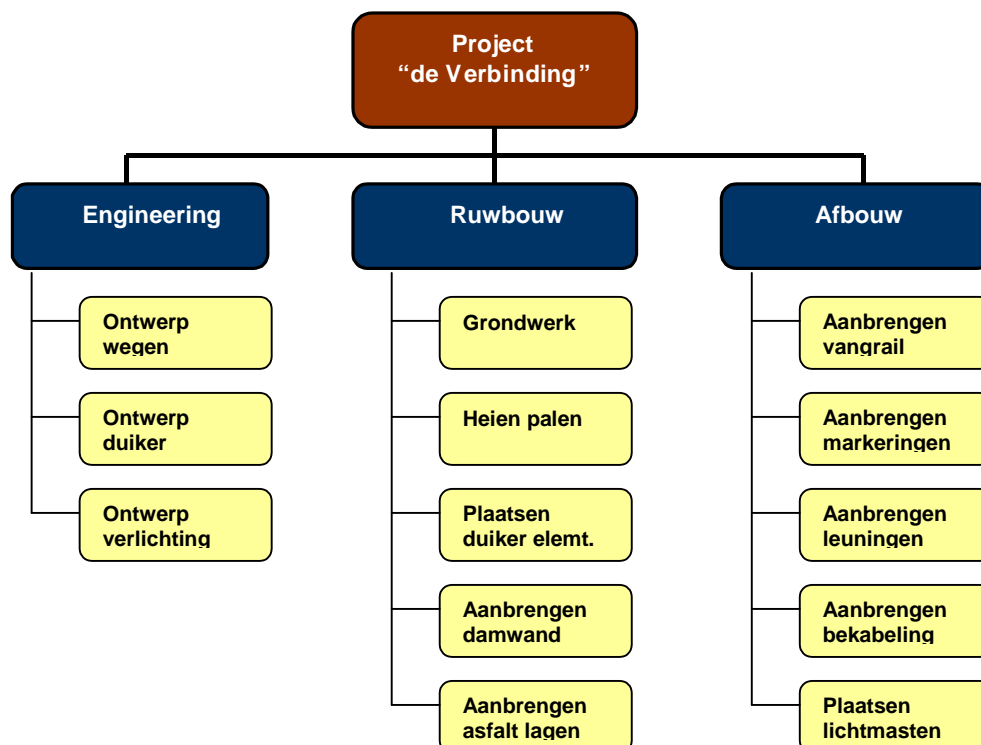 Project
“de Verbinding”
Engineering
Ontwerp
wegen
Ontwerp
duiker
Ontwerp
verlichting
Ruwbouw
Grondwerk
Heien palen
Plaatsen
duiker elemt.
Aanbrengen
damwand
Aanbrengen
asfalt lagen
Afbouw
Aanbrengen
vangrail
Aanbrengen
markeringen
Aanbrengen
leuningen
Aanbrengen
bekabeling
Plaatsen
lichtmasten